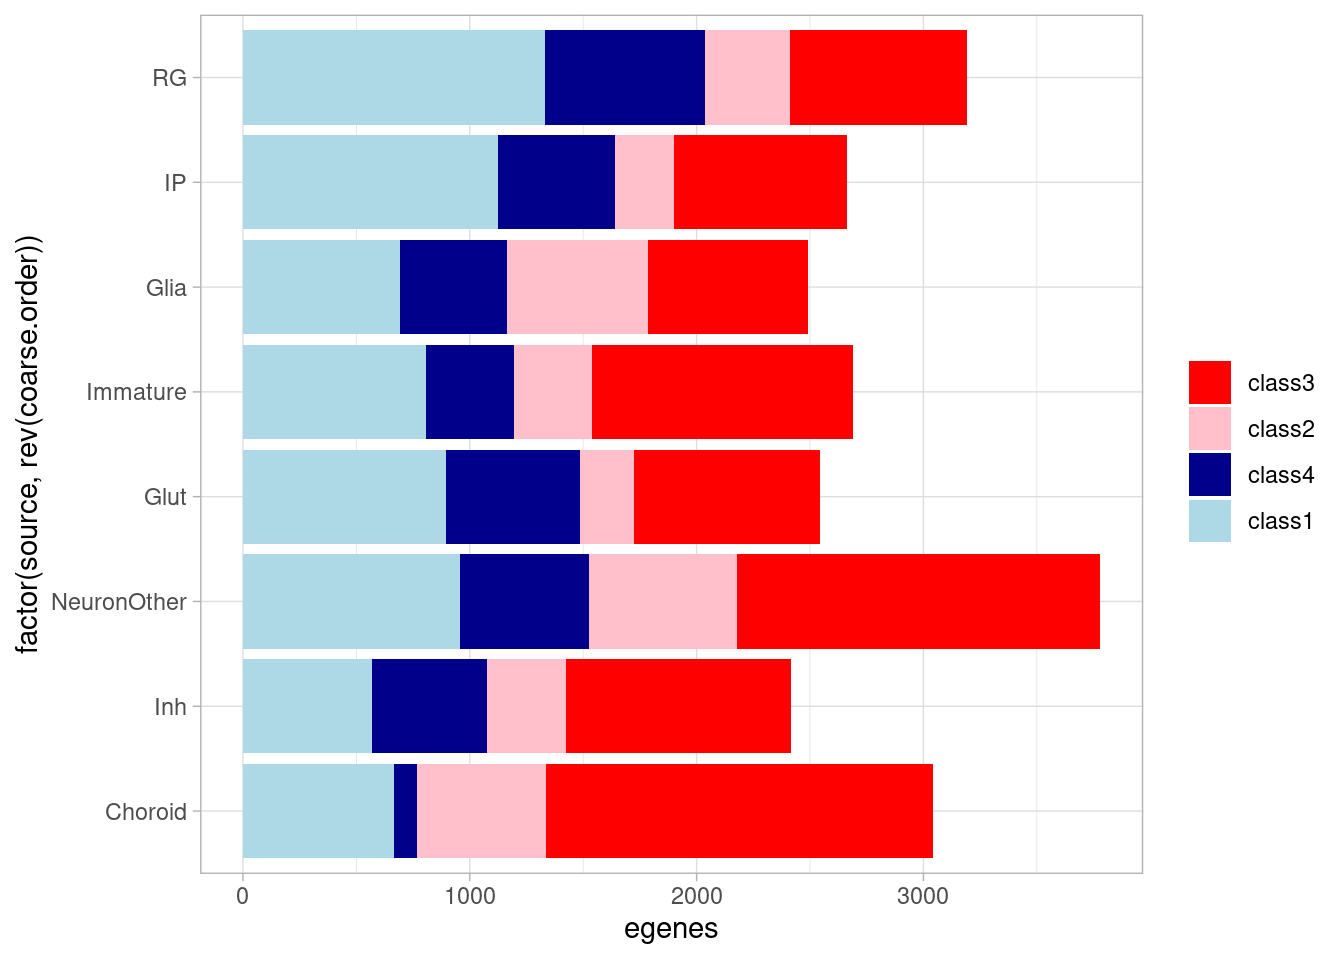 factor(source, rev(coarse.order))
RG
IP
Glia
Immature
Glut
NeuronOther
Inh
Choroid
0 1000 2000 3000
egenes
class3
class2
class4
class1